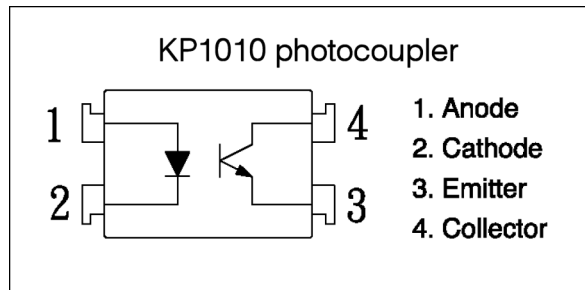 KP1010 photocoupler
1
4
2
3
1. Anode
2. Cathode
3. Emitter
4. Collector